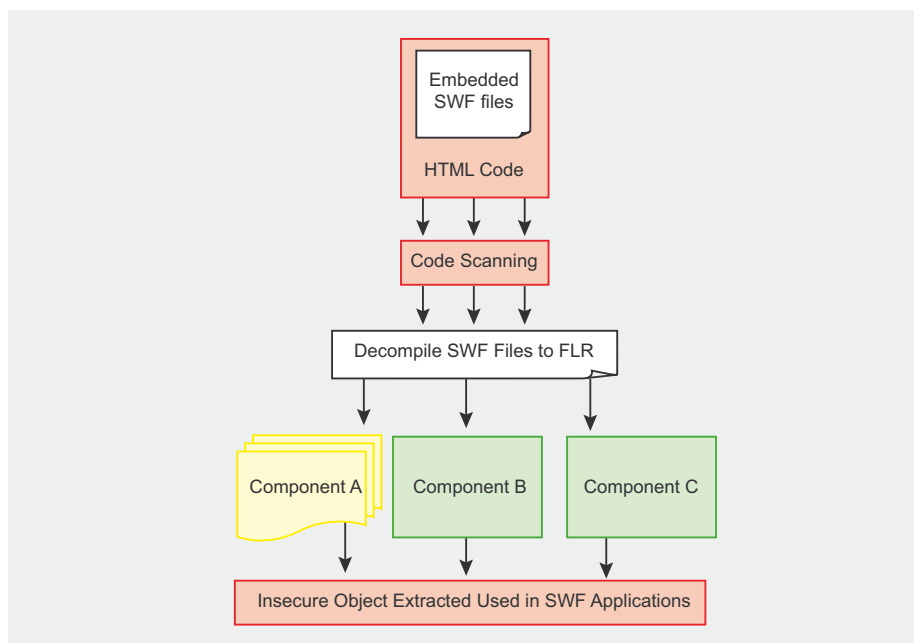 Embedded
SWF files
HTML Code
Code Scanning
Decompile SWF Files to FLR
Component A
Component B
Component C
Insecure Object Extracted Used in SWF Applications